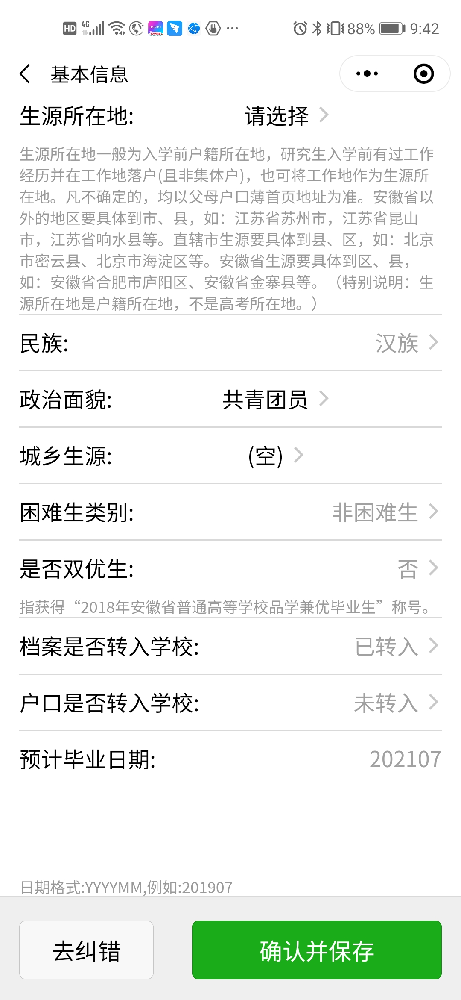 HD 4G HONOR 88% 9:42
基本信息
生源所在地: 请选择
生源所在地一般为入学前户籍所在地，研究生入学前有过工作
经历并在工作地落户(且非集体户)，也可将工作地作为生源所
在地。凡不确定的，均以父母户口薄首页地址为准。安徽省以
外的地区要具体到市、县，如：江苏省苏州市，江苏省昆山
市，江苏省响水县等。直辖市生源要具体到县、区，如：北京
市密云县、北京市海淀区等。安徽省生源要具体到区、县，
如：安徽省合肥市庐阳区、安徽省金寨县等。（特别说明：生
源所在地是户籍所在地，不是高考所在地。）
民族: 汉族
政治面貌: 共青团员
城乡生源: (空)
困难生类别: 非困难生
是否双优生: 否
指获得“2018年安徽省普通高等学校品学兼优毕业生”称号。
档案是否转入学校: 已转入
户口是否转入学校: 未转入
预计毕业日期: 202107
日期格式:YYYYMM,例如:201907
去纠错 确认并保存